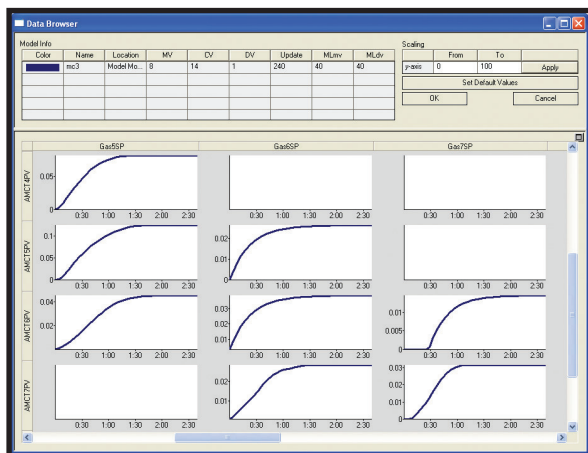 Data Browser
Model Info
Scaling
Color Name Location MV CV DV Update MLmv MLdv
mc3 Model Mo... 8 14 1 240 40 40
From To
y-axis 0 100 Apply
Set Default Values
OK Cancel
Gas5SP Gas6SP Gas7SP
AMCT4PV
0.05
0
0:30 1:00 1:30 2:00 2:30 0:30 1:00 1:30 2:00 2:30 0:30 1:00 1:30 2:00 2:30
AMCT5PV
0.1 0.02
0.05 0.01
0 0
0:30 1:00 1:30 2:00 2:30 0:30 1:00 1:30 2:00 2:30 0:30 1:00 1:30 2:00 2:30
AMCT6PV
0.04 0.03 0.01
0.02 0.02 0.005
0.01 0
0:30 1:00 1:30 2:00 2:30 0:30 1:00 1:30 2:00 2:30 0:30 1:00 1:30 2:00 2:30
AMCT7PV
0.02 0.03
0.01 0.02
0 0.01
0
0:30 1:00 1:30 2:00 2:30 0:30 1:00 1:30 2:00 2:30 0:30 1:00 1:30 2:00 2:30